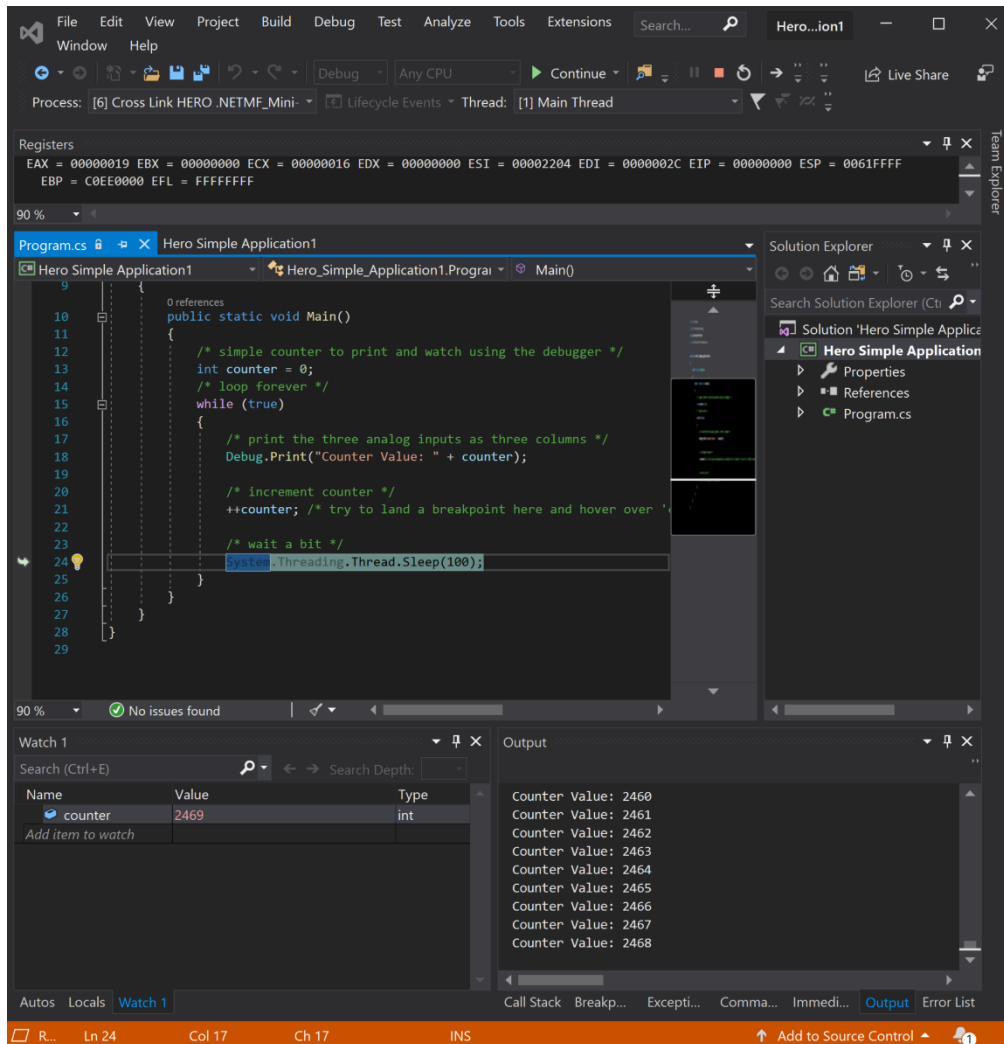 File Edit View Project Build Debug Test Analyze Tools Extensions Search... Hero...ion1
Window Help
Debug Any CPU Continue Live Share
Process: [6] Cross Link HERO .NETMF_Mini- Lifecycle Events Thread: [1] Main Thread
Team Explorer
Registers
EAX = 00000019 EBX = 00000000 ECX = 00000016 EDX = 00000000 ESI = 00002204 EDI = 0000002C EIP = 00000000 ESP = 0061FFFF
EBP = C0EE0000 EFL = FFFFFFFF
90 %
Program.cs Hero Simple Application1
Hero Simple Application1 Hero_Simple_Application1.Program Main()
9 {
0 references
10 public static void Main()
11 {
12 /* simple counter to print and watch using the debugger */
13 int counter = 0;
14 /* loop forever */
15 while (true)
16 {
17 /* print the three analog inputs as three columns */
18 Debug.Print("Counter Value: " + counter);
19
20 /* increment counter */
21 ++counter; /* try to land a breakpoint here and hover over '
22
23 /* wait a bit */
24 System.Threading.Thread.Sleep(100);
25 }
26 }
27 }
28 }
29
90 % No issues found
Solution Explorer
Search Solution Explorer (Ct
Solution 'Hero Simple Applica
Hero Simple Application
Properties
References
C# Program.cs
Watch 1
Search (Ctrl+E) Search Depth:
Name Value Type
counter 2469 int
Add item to watch
Autos Locals Watch 1
Output
Counter Value: 2460
Counter Value: 2461
Counter Value: 2462
Counter Value: 2463
Counter Value: 2464
Counter Value: 2465
Counter Value: 2466
Counter Value: 2467
Counter Value: 2468
Call Stack Breakp... Excepti... Comma... Immedi... Output Error List
R... Ln 24 Col 17 Ch 17 INS Add to Source Control 1